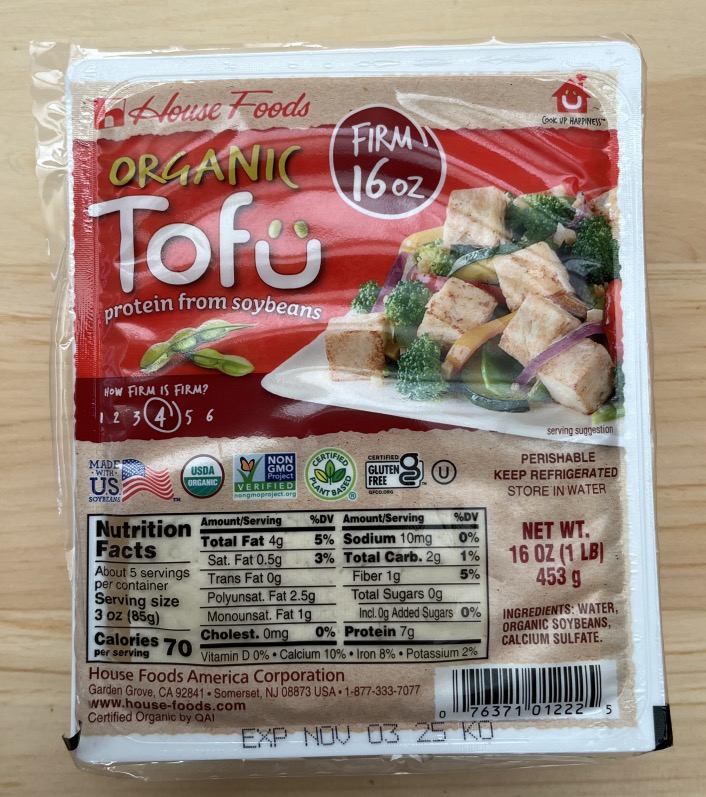 House Foods
COOK UP HAPPINESS™
FIRM
16 oz
ORGANIC
Tofu
protein from soybeans
HOW FIRM IS FIRM?
1 2 3 4 5 6
serving suggestion
MADE
WITH
US
SOYBEANS
™
USDA
ORGANIC
NON
GMO
Project
VERIFIED
nongmoproject.org
CERTIFIED
PLANT BASED
®
CERTIFIED
GLUTEN
FREE
GFCO.ORG
™
U
PERISHABLE
KEEP REFRIGERATED
STORE IN WATER
Nutrition
Facts
About 5 servings
per container
Serving size
3 oz (85g)
Calories 70
per serving
Amount/Serving %DV
Total Fat 4g 5%
Sat. Fat 0.5g 3%
Trans Fat 0g
Polyunsat. Fat 2.5g
Monounsat. Fat 1g
Cholest. 0mg 0%
Amount/Serving %DV
Sodium 10mg 0%
Total Carb. 2g 1%
Fiber 1g 5%
Total Sugars 0g
Incl. 0g Added Sugars 0%
Protein 7g
Vitamin D 0% • Calcium 10% • Iron 8% • Potassium 2%
NET WT.
16 OZ (1 LB)
453 g
INGREDIENTS: WATER,
ORGANIC SOYBEANS,
CALCIUM SULFATE.
House Foods America Corporation
Garden Grove, CA 92841 • Somerset, NJ 08873 USA • 1-877-333-7077
www.house-foods.com
Certified Organic by QAI
0 76371 01222 5
EXP NOV 03 25 KO